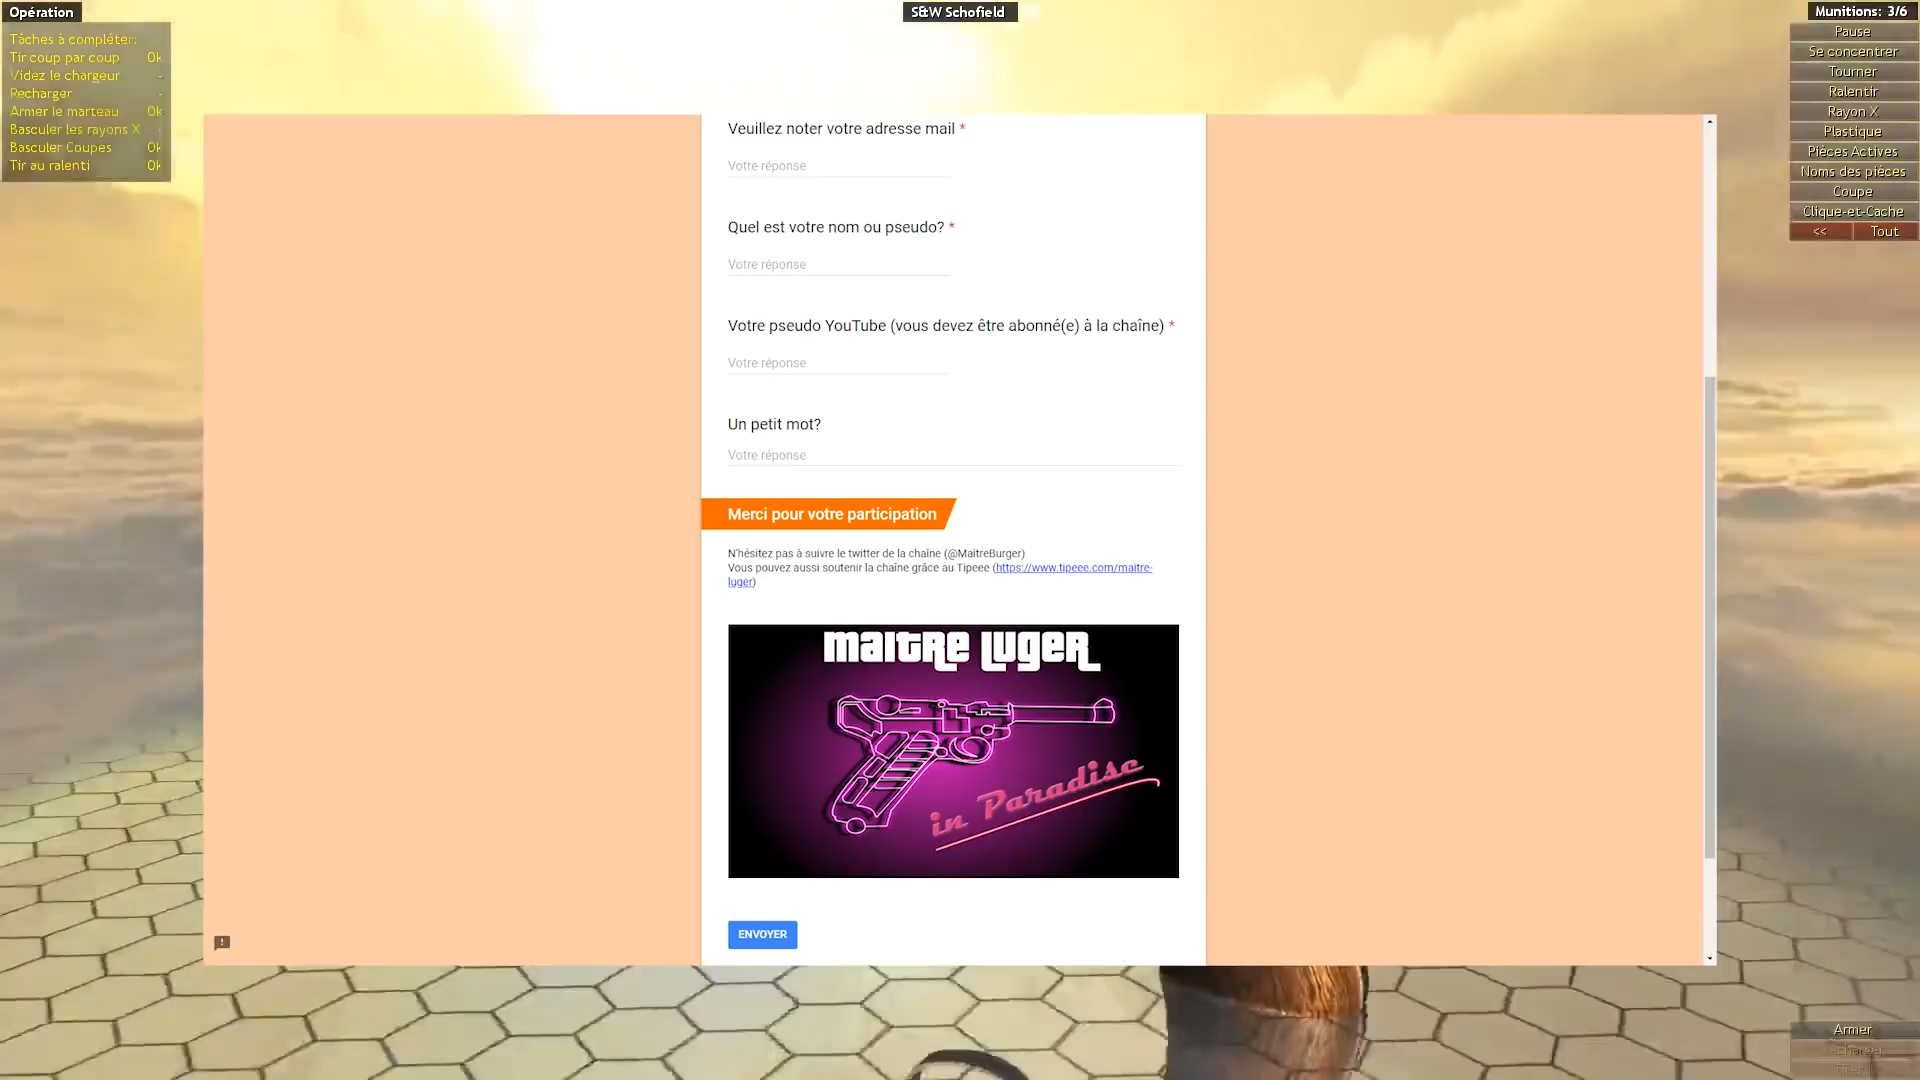 Opération
S&W Schofield
Munitions: 3/6
Tâches à compléter:
Tir coup par coup Ok
Videz le chargeur -
Recharger -
Armer le marteau Ok
Basculer les rayons X -
Basculer Coupes Ok
Tir au ralenti Ok
Pause
Se concentrer
Tourner
Ralentir
Rayon X
Plastique
Pièces Actives
Noms des pièces
Coupe
Clique-et-Cache
<< Tout
Veuillez noter votre adresse mail *
Votre réponse
Quel est votre nom ou pseudo? *
Votre réponse
Votre pseudo YouTube (vous devez être abonné(e) à la chaîne) *
Votre réponse
Un petit mot?
Votre réponse
Merci pour votre participation
N'hésitez pas à suivre le twitter de la chaîne (@MaitreBurger)
Vous pouvez aussi soutenir la chaîne grâce au Tipeee (https://www.tipeee.com/maitre-
luger)
MAITRE LUGER
in Paradise
ENVOYER
Armer
Recharger